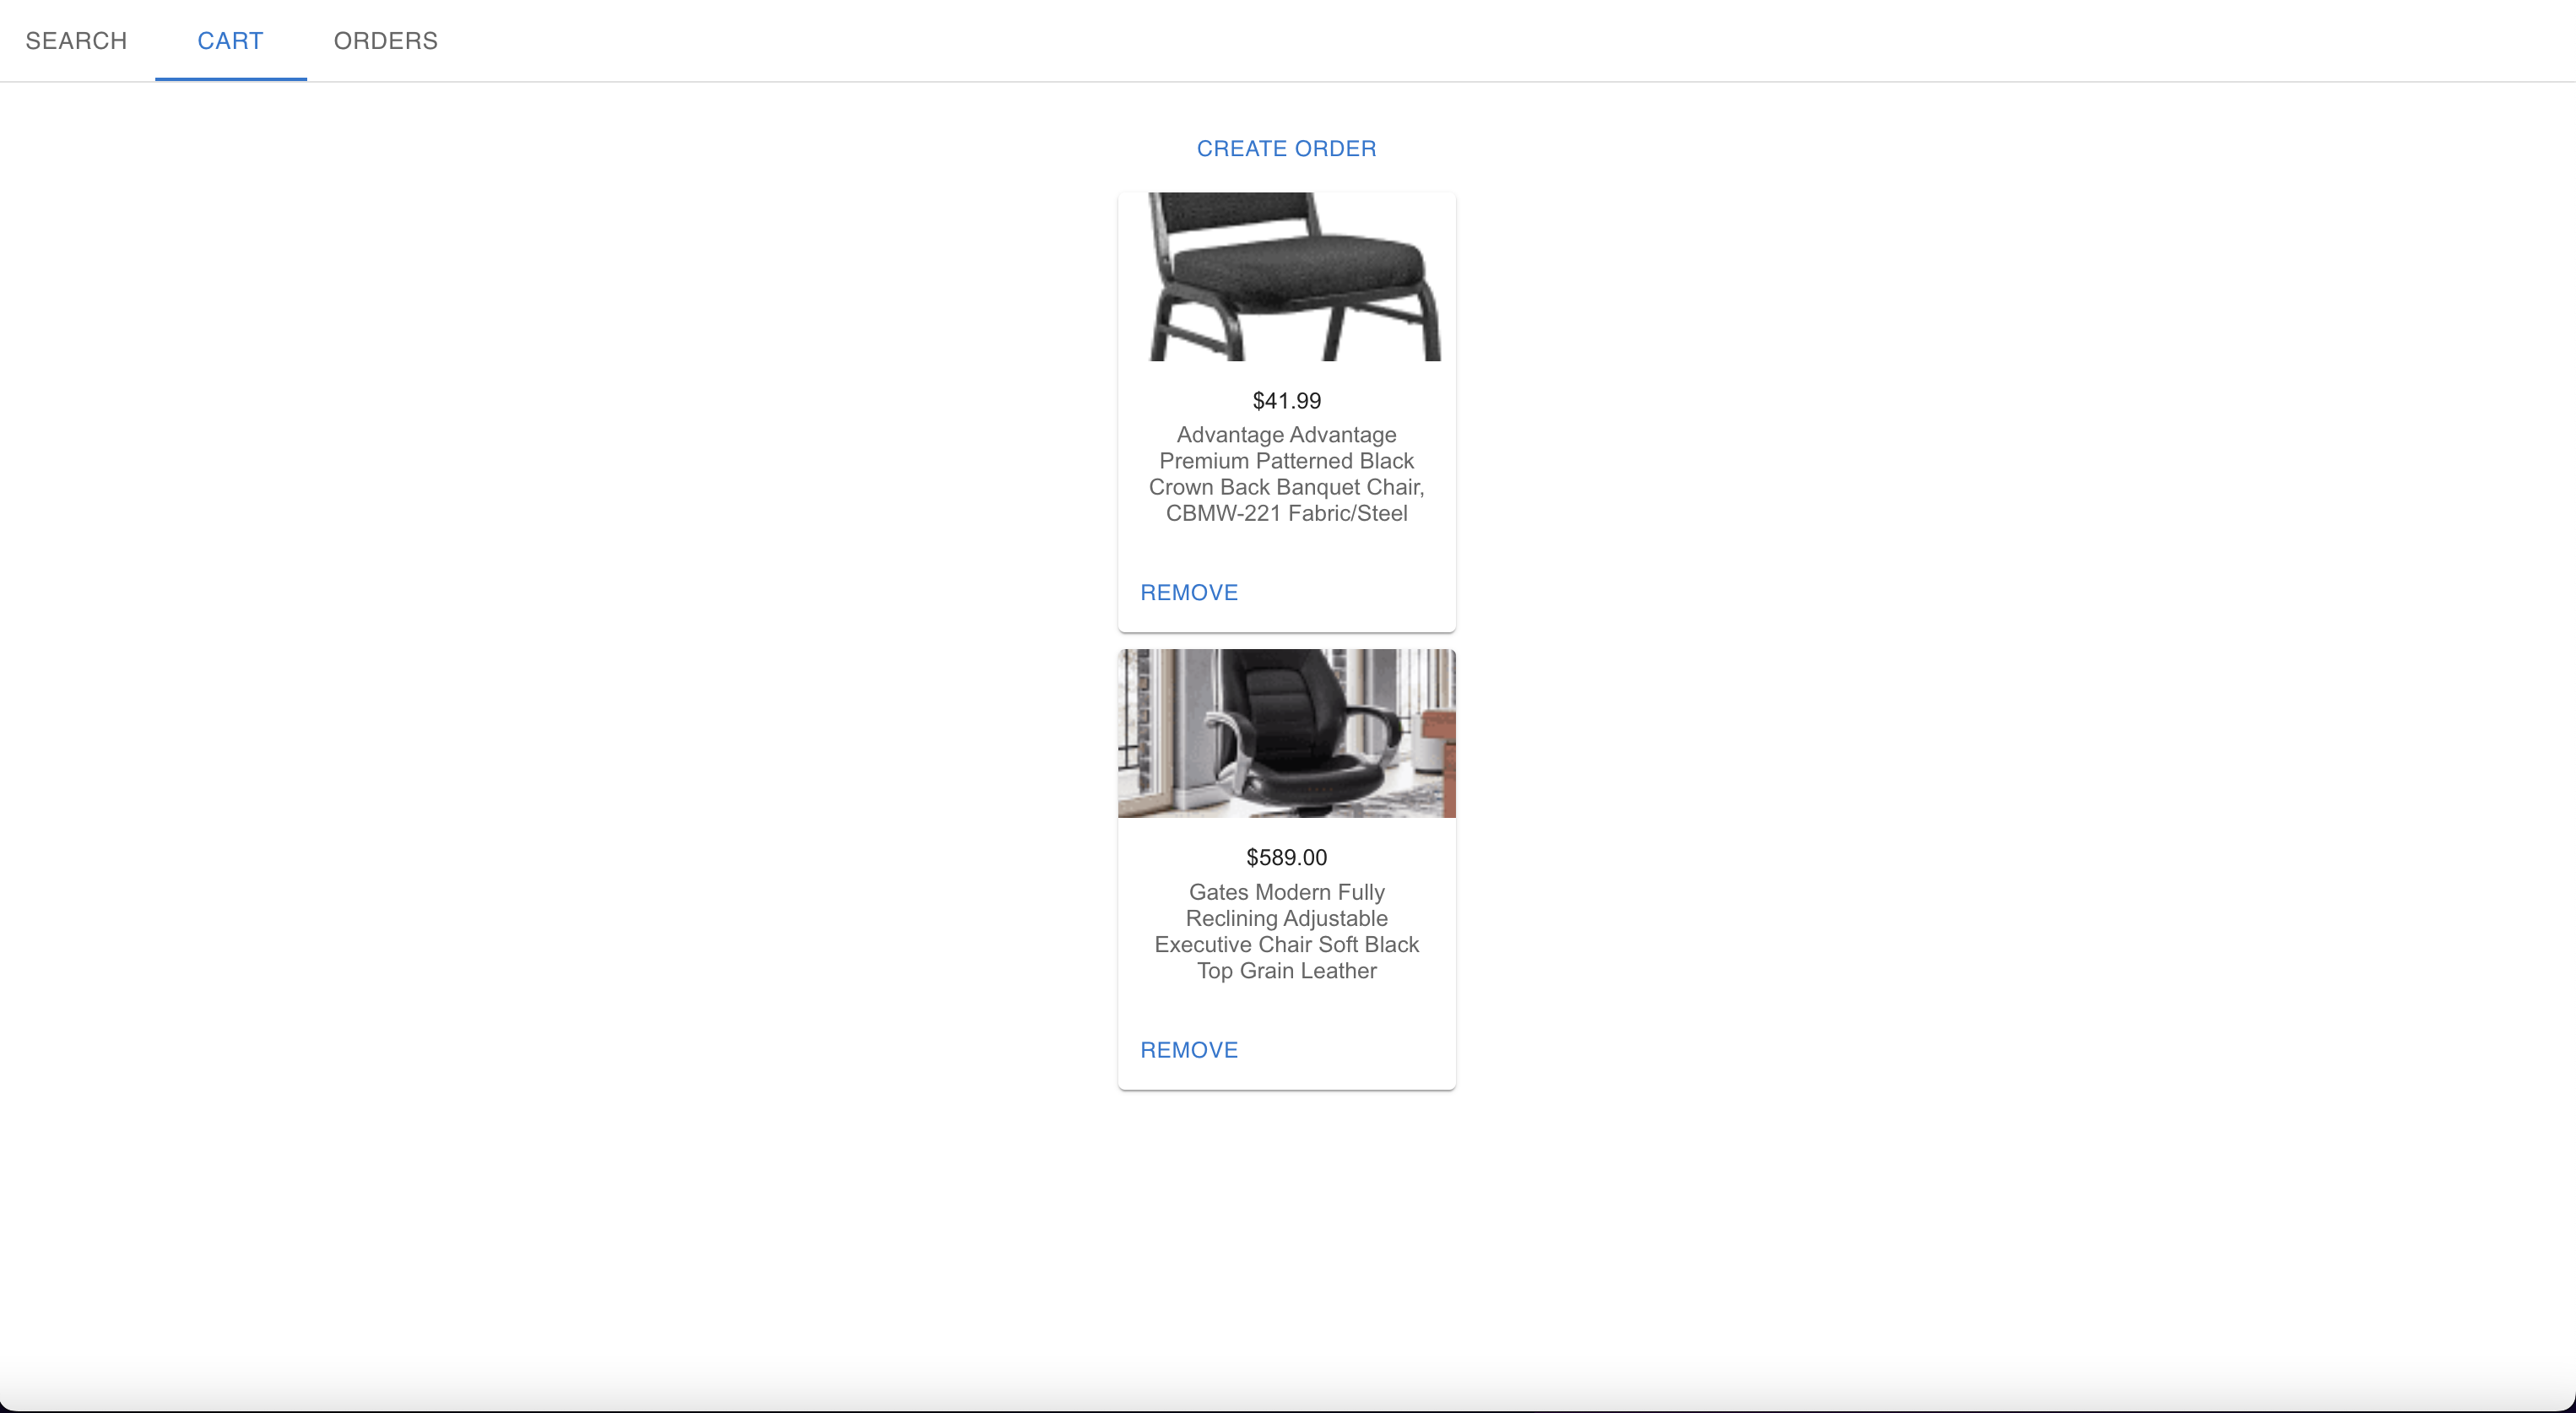 SEARCH
CART
ORDERS
CREATE ORDER
$41.99
Advantage Advantage
Premium Patterned Black
Crown Back Banquet Chair,
CBMW-221 Fabric/Steel
REMOVE
$589.00
Gates Modern Fully
Reclining Adjustable
Executive Chair Soft Black
Top Grain Leather
REMOVE